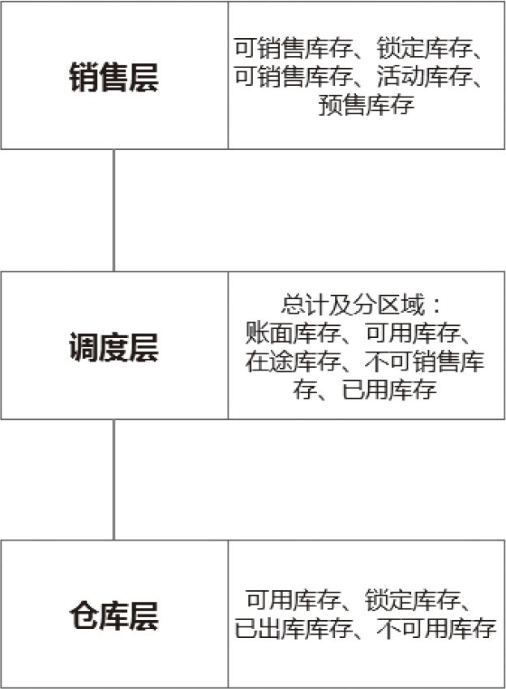 销售层
可销售库存、锁定库存、
可销售库存、活动库存、
预售库存
调度层
总计及分区域：
账面库存、可用库存、
在途库存、不可销售库
存、已用库存
仓库层
可用库存、锁定库存、
已出库库存、不可用库存